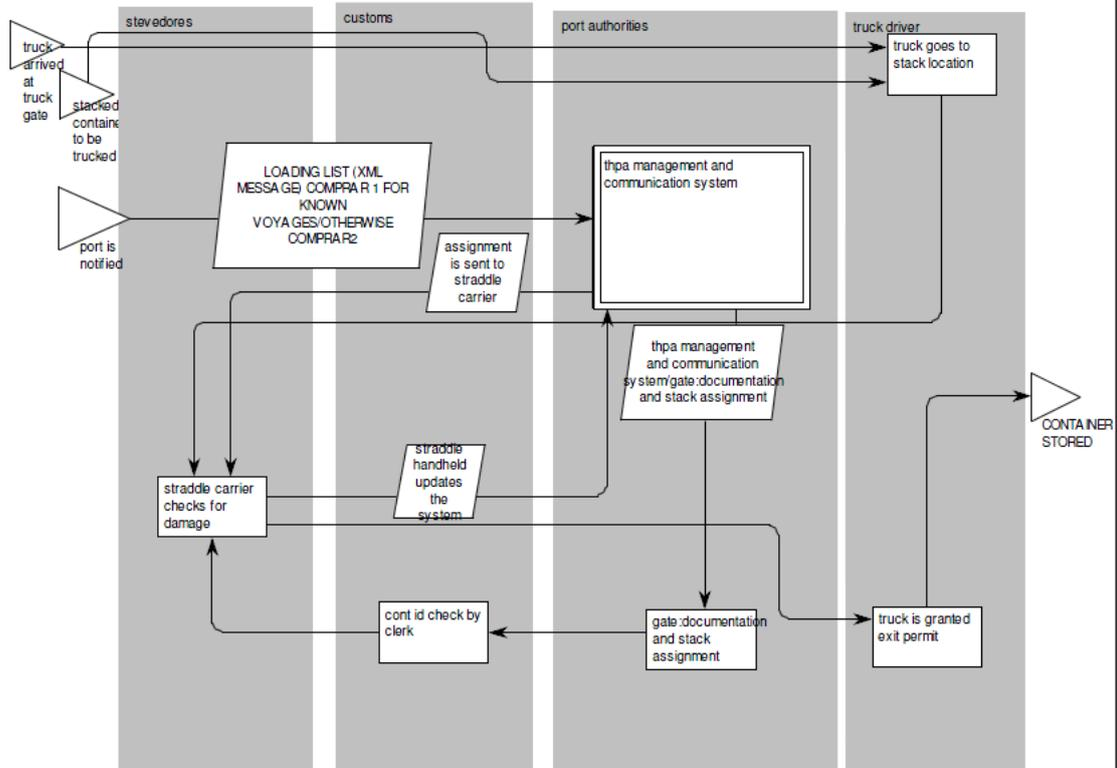 stevedores
customs
port authorities
truck driver
truck
arrived
at
truck
gate
stacked
containe
to be
trucked
truck goes to
stack location
LOADING LIST (XML
MESSAGE) COMPRAR 1 FOR
KNOWN
VOYAGES/OTHERWISE
COMPRAR2
thpa management and
communication system
port is
notified
assignment
is sent to
straddle
carrier
thpa management
and communication
system/gate:documentation
and stack assignment
CONTAINER
STORED
straddle
handheld
updates
the
system
straddle carrier
checks for
damage
cont id check by
clerk
gate:documentation
and stack
assignment
truck is granted
exit permit